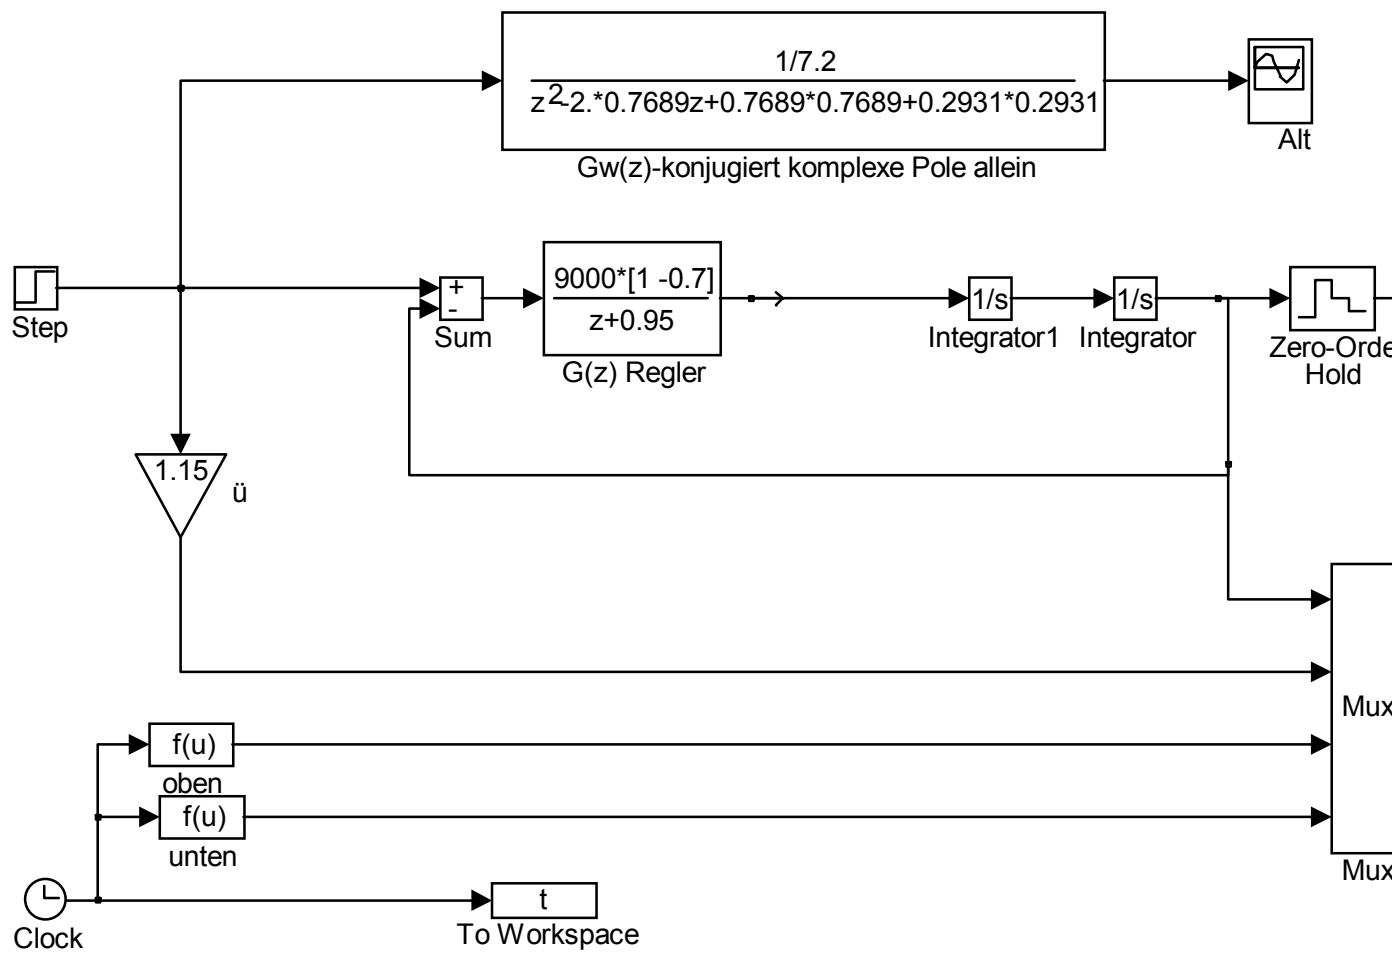 1/7.2
z2-2.*0.7689z+0.7689*0.7689+0.2931*0.2931
Gw(z)-konjugiert komplexe Pole allein
Alt
Step
+
-
Sum
9000*[1 -0.7]
z+0.95
G(z) Regler
1/s
Integrator1
1/s
Integrator
Zero-Orde
Hold
1.15
ü
Mux
Mux
f(u)
oben
f(u)
unten
Clock
t
To Workspace